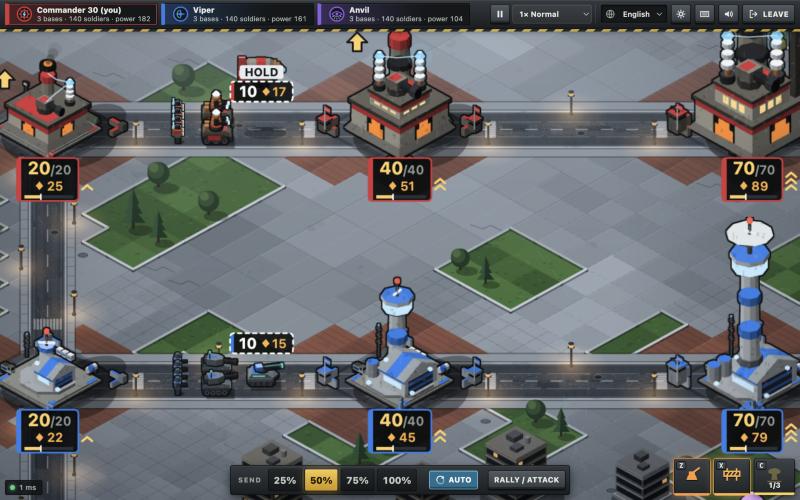 Commander 30 (you)
3 bases · 140 soldiers · power 182
Viper
3 bases · 140 soldiers · power 161
Anvil
3 bases · 140 soldiers · power 104
1× Normal
English
LEAVE
HOLD
10 ♦ 17
20/20
♦ 25
40/40
♦ 51
70/70
♦ 89
10 ♦ 15
20/20
♦ 22
40/40
♦ 45
70/70
♦ 79
1 ms
SEND 25% 50% 75% 100%
AUTO
RALLY / ATTACK
Z
X
C
1/3